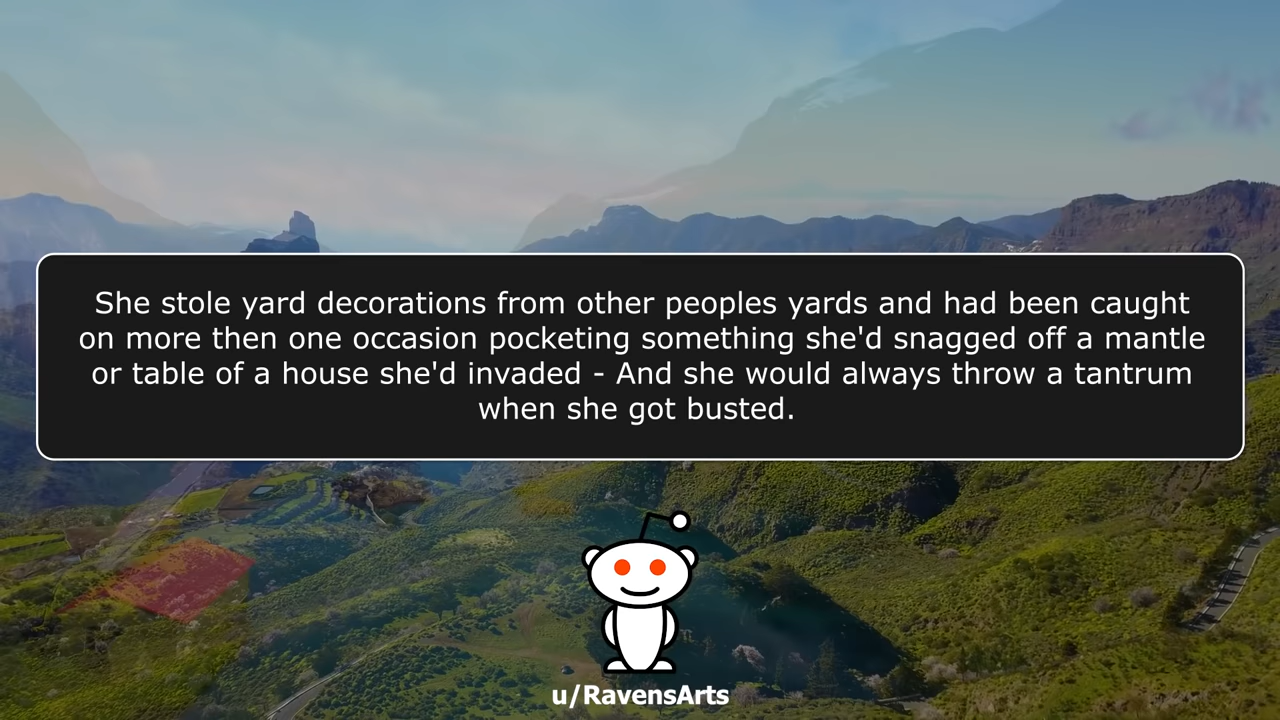 She stole yard decorations from other peoples yards and had been caught
on more then one occasion pocketing something she'd snagged off a mantle
or table of a house she'd invaded - And she would always throw a tantrum
when she got busted.
u/RavensArts